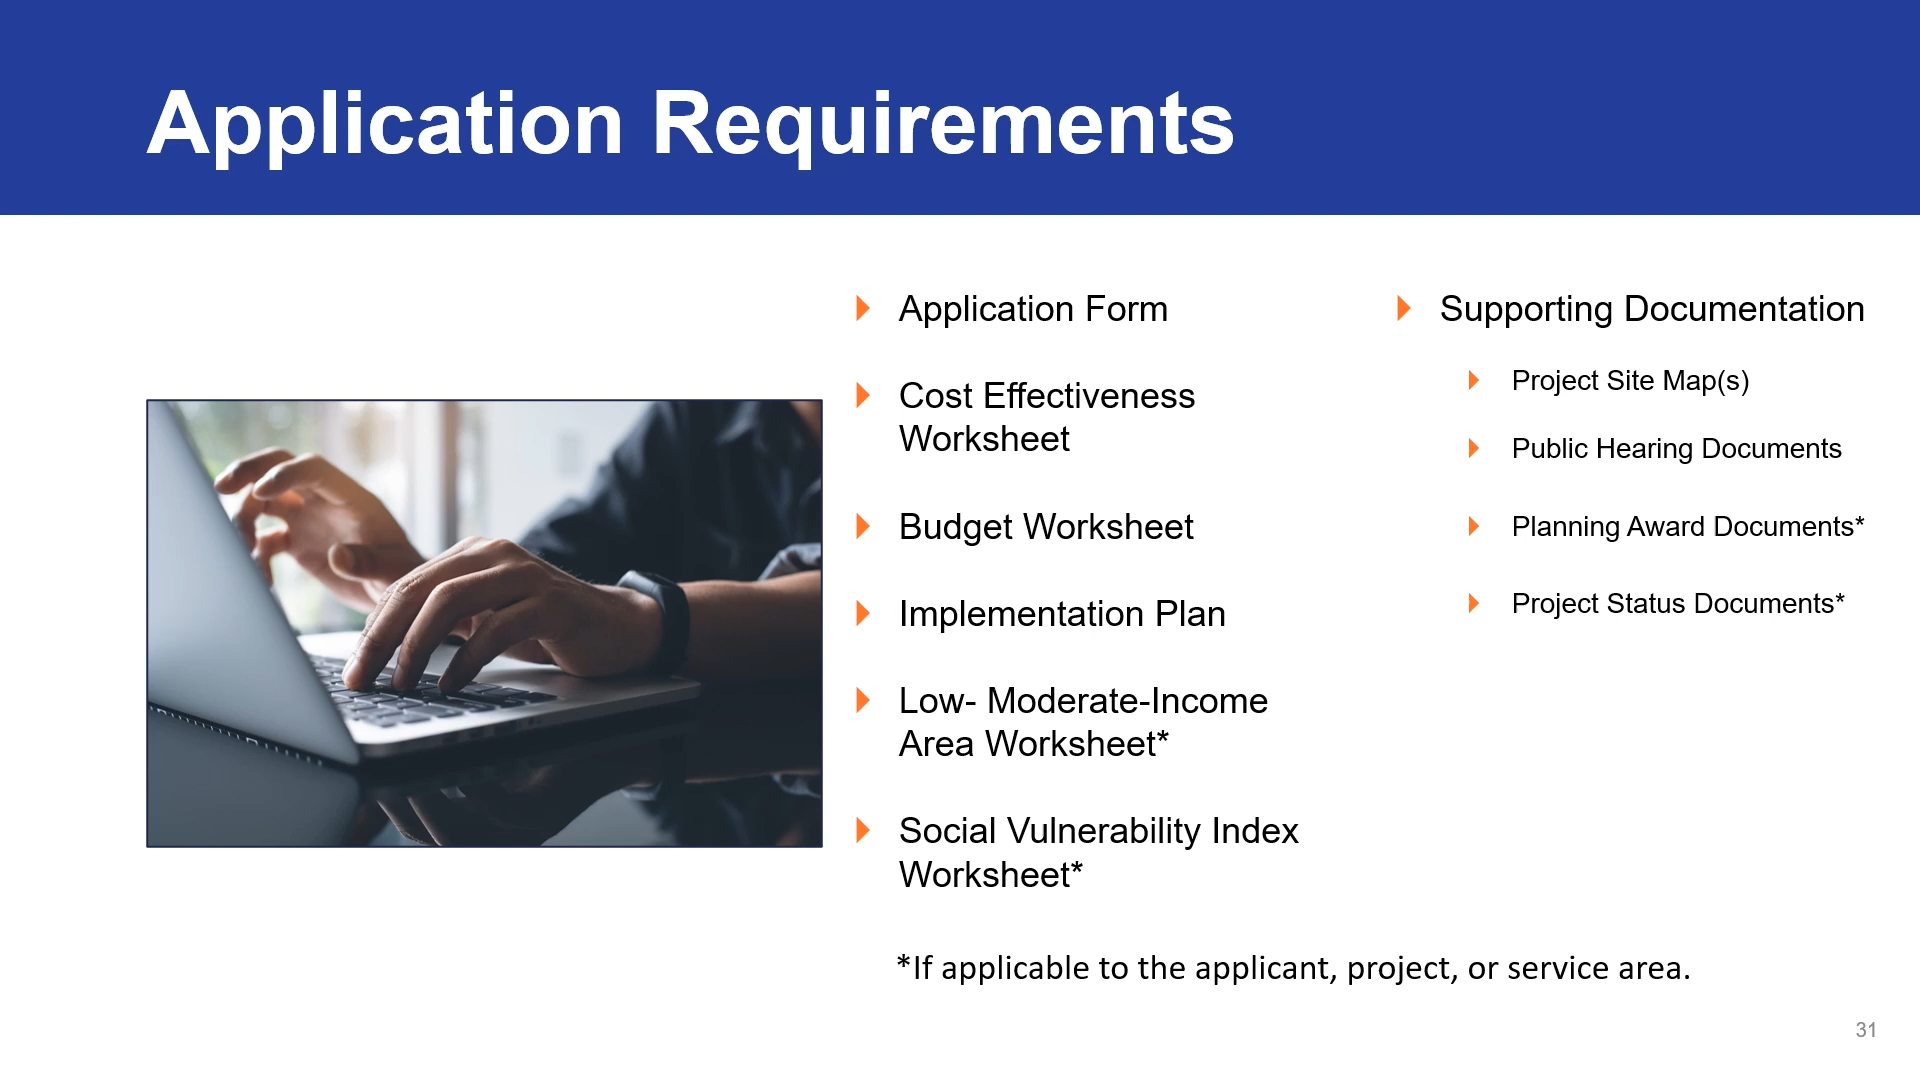 Application Requirements
Application Form
Cost Effectiveness
Worksheet
Budget Worksheet
Implementation Plan
Low- Moderate-Income
Area Worksheet*
Social Vulnerability Index
Worksheet*
Supporting Documentation
Project Site Map(s)
Public Hearing Documents
Planning Award Documents*
Project Status Documents*
*If applicable to the applicant, project, or service area.
31